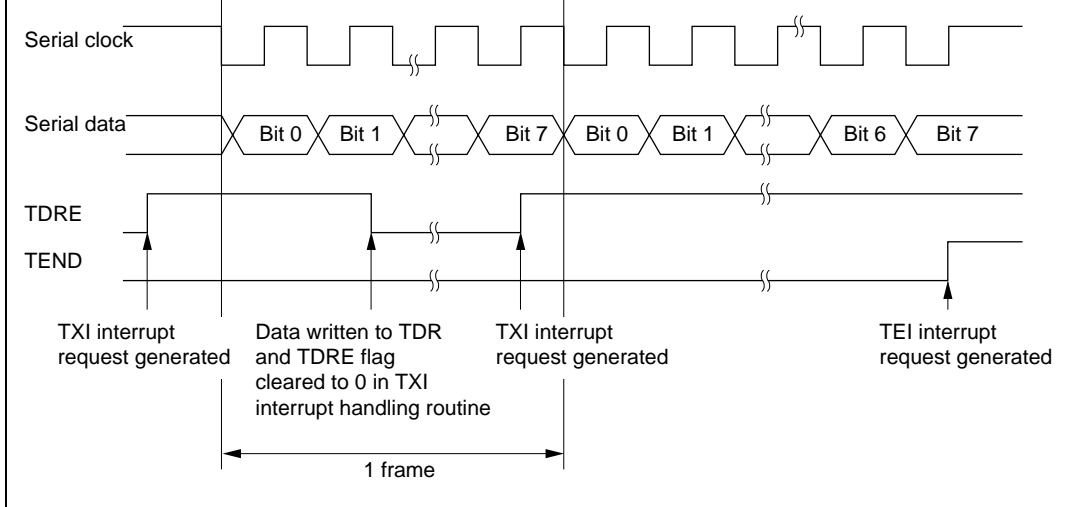 Serial clock
Serial data
Bit 0 Bit 1 Bit 7 Bit 0 Bit 1 Bit 6 Bit 7
TDRE
TEND
TXI interrupt
request generated
Data written to TDR
and TDRE flag
cleared to 0 in TXI
interrupt handling routine
TXI interrupt
request generated
TEI interrupt
request generated
1 frame